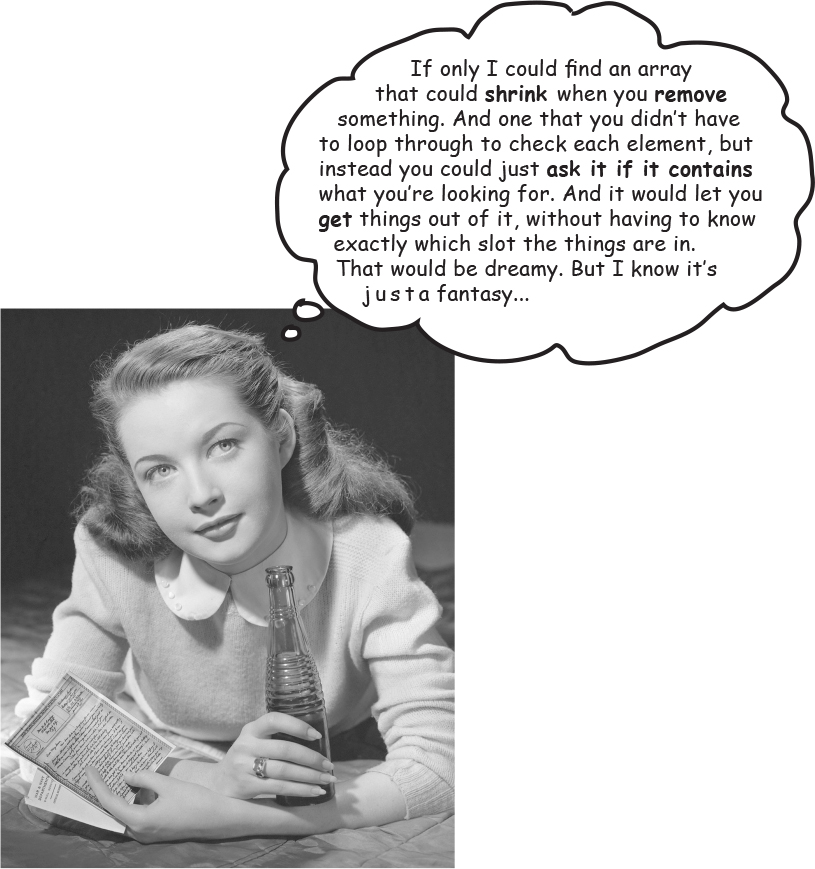 If only I could find an array
that could shrink when you remove
something. And one that you didn't have
to loop through to check each element, but
instead you could just ask it if it contains
what you're looking for. And it would let you
get things out of it, without having to know
exactly which slot the things are in.
That would be dreamy. But I know it's
just a fantasy...